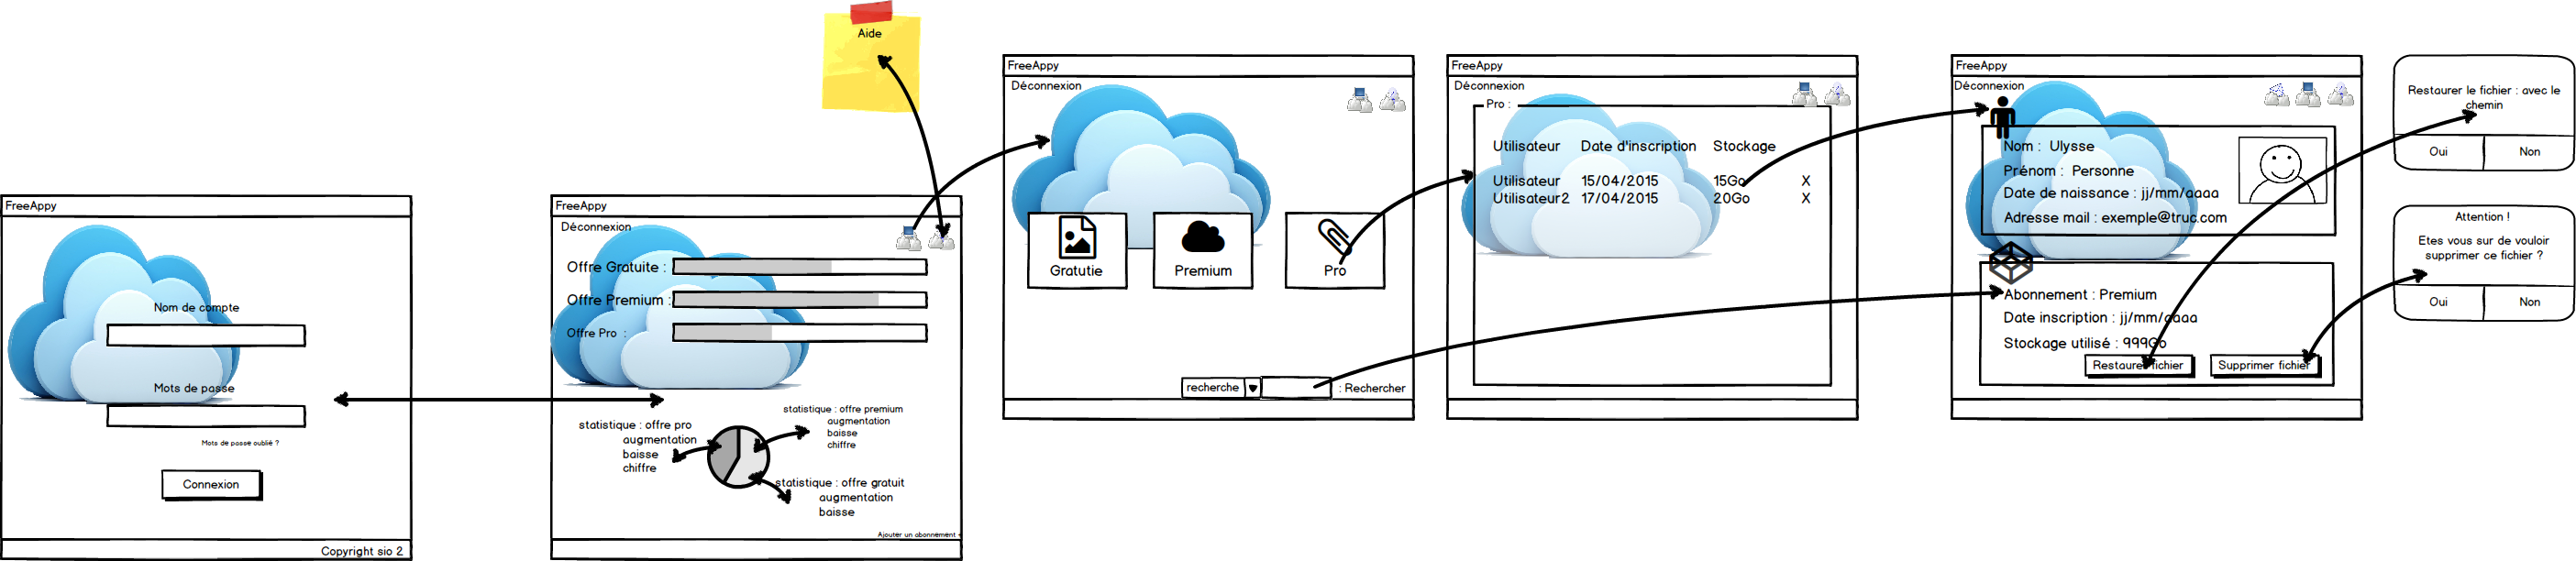 Aide
FreeAppy
Nom de compte
Mots de passe
Mots de passe oublié ?
Connexion
Copyright sio 2
FreeAppy
Déconnexion
Offre Gratuite :
Offre Premium :
Offre Pro :
statistique : offre premium
augmentation
baisse
chiffre
statistique : offre pro
augmentation
baisse
chiffre
statistique : offre gratuit
augmentation
baisse
Ajouter un abonnement
FreeAppy
Déconnexion
Gratutie
Premium
Pro
recherche
: Rechercher
FreeAppy
Déconnexion
Pro :
Utilisateur Date d'inscription Stockage
Utilisateur 15/04/2015 15Go X
Utilisateur2 17/04/2015 20Go X
FreeAppy
Déconnexion
Nom : Ulysse
Prénom : Personne
Date de naissance : jj/mm/aaaa
Adresse mail : exemple@truc.com
Abonnement : Premium
Date inscription : jj/mm/aaaa
Stockage utilisé : 999Go
Restaurer fichier
Supprimer fichier
Restaurer le fichier : avec le
chemin
Oui Non
Attention !
Etes vous sur de vouloir
supprimer ce fichier ?
Oui Non